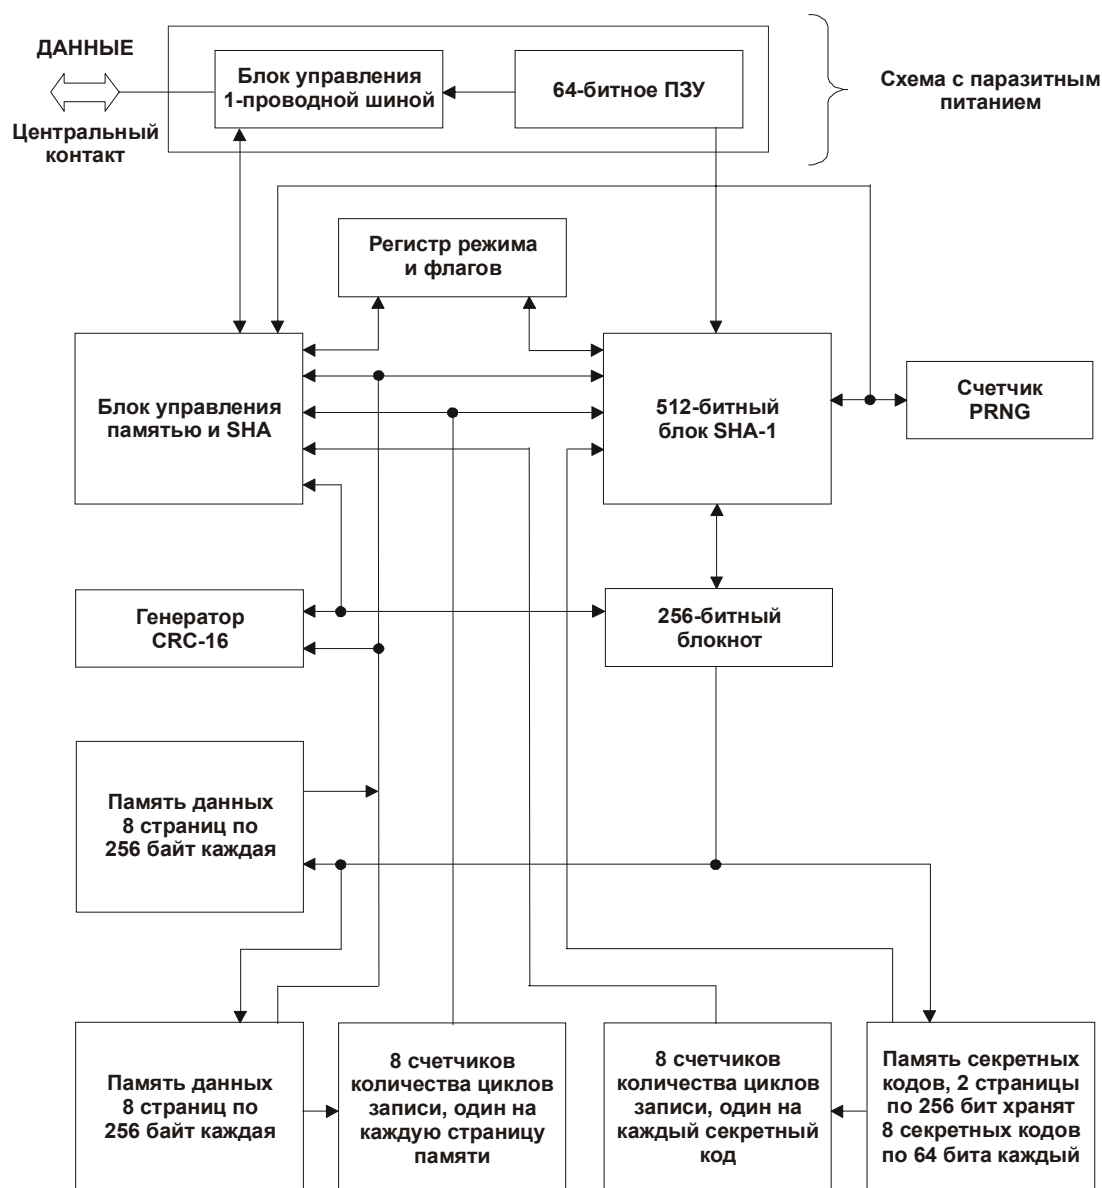 ДАННЫЕ
Центральный
контакт
Блок управления
1-проводной шиной
64-битное ПЗУ
Схема с паразитным
питанием
Регистр режима
и флагов
Блок управления
памятью и SHA
512-битный
блок SHA-1
Счетчик
PRNG
Генератор
CRC-16
256-битный
блокнот
Память данных
8 страниц по
256 байт каждая
Память данных
8 страниц по
256 байт каждая
8 счетчиков
количества циклов
записи, один на
каждую страницу
памяти
8 счетчиков
количества циклов
записи, один на
каждый секретный
код
Память секретных
кодов, 2 страницы
по 256 бит хранят
8 секретных кодов
по 64 бита каждый